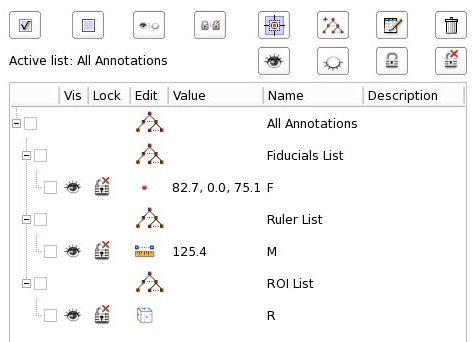 Active list: All Annotations
Vis Lock Edit Value Name Description
All Annotations
Fiducials List
82.7, 0.0, 75.1 F
Ruler List
125.4 M
ROI List
R